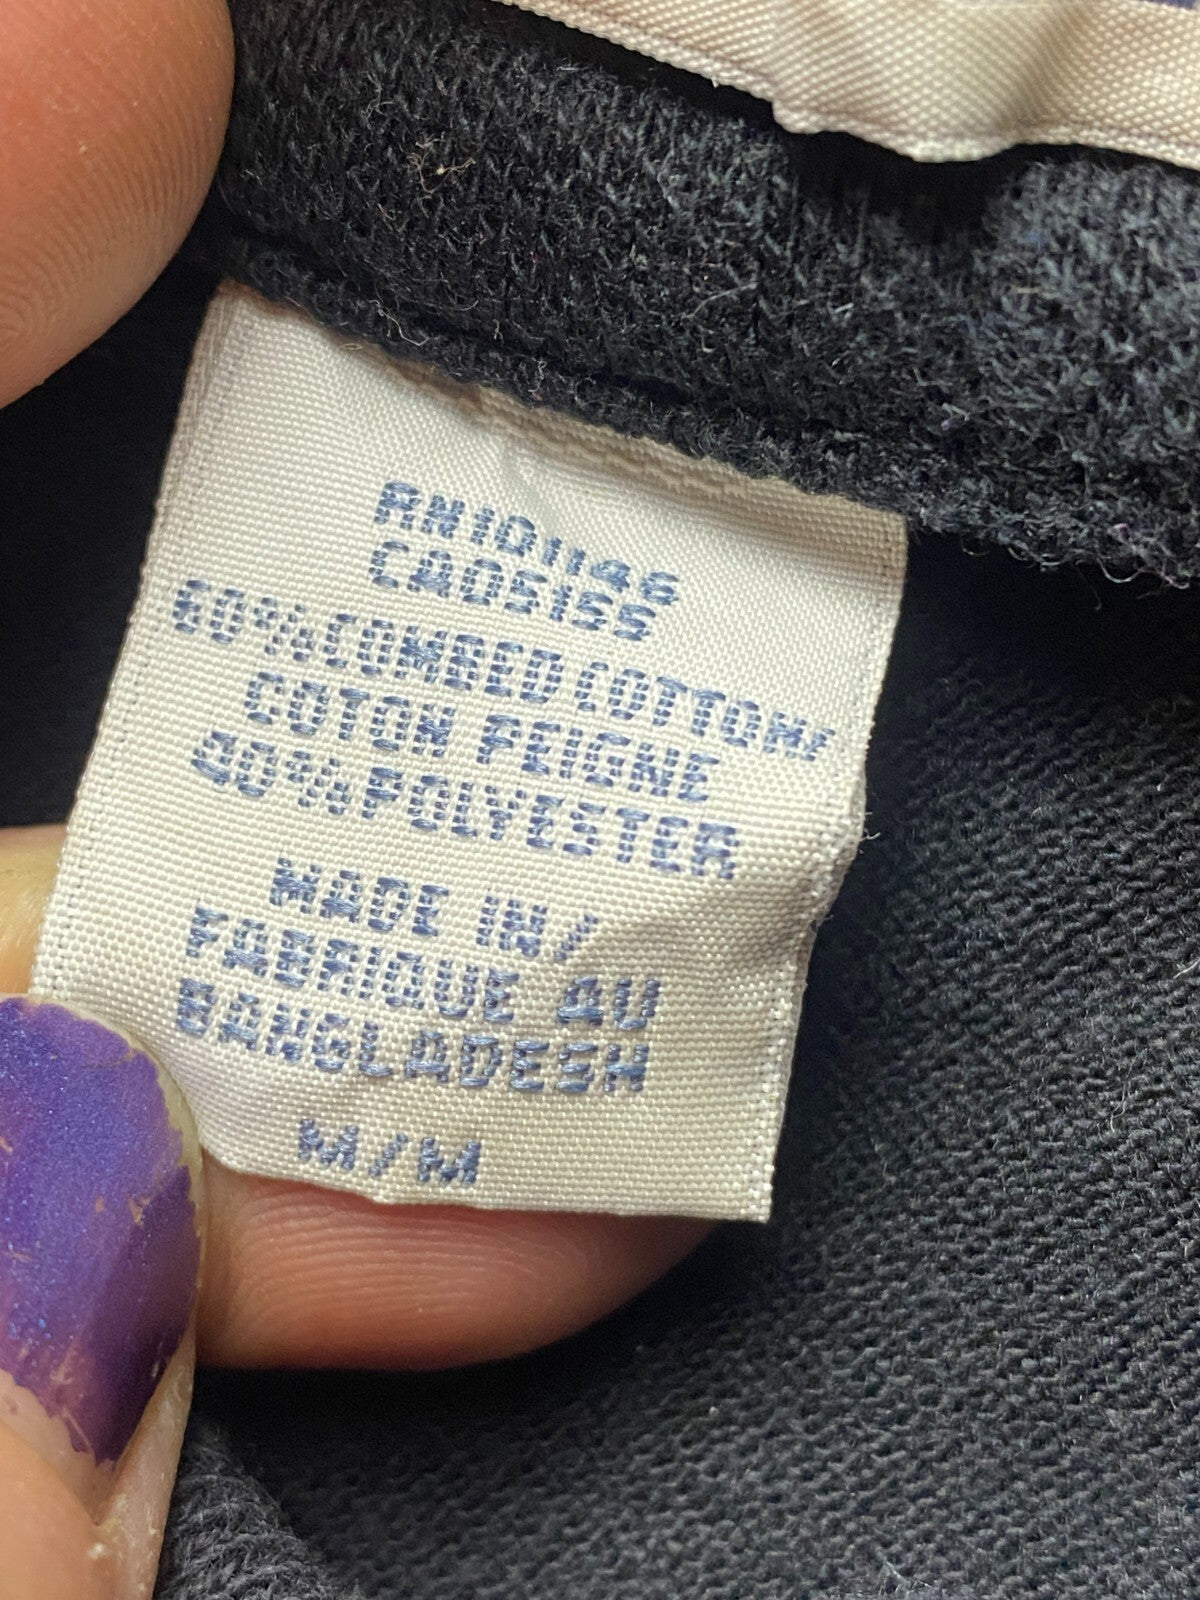 RN101146
CA05155
60%COMBED COTTON/
COTON PEIGNE
40%POLYESTER
MADE IN/
FABRIQUE AU
BANGLADESH
M/M